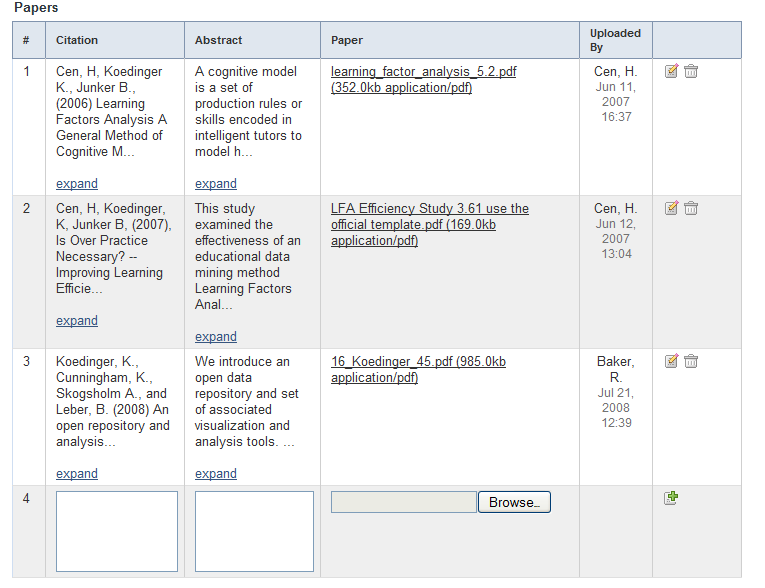 Papers
# Citation Abstract Paper Uploaded By
1
Cen, H, Koedinger
K., Junker B.,
(2006) Learning
Factors Analysis A
General Method of
Cognitive M...
expand
A cognitive model
is a set of
production rules or
skills encoded in
intelligent tutors to
model h...
expand
learning_factor_analysis_5.2.pdf
(352.0kb application/pdf)
Cen, H.
Jun 11,
2007
16:37
2
Cen, H, Koedinger,
K, Junker B, (2007),
Is Over Practice
Necessary? --
Improving Learning
Efficie...
expand
This study
examined the
effectiveness of an
educational data
mining method
Learning Factors
Anal...
expand
LFA Efficiency Study 3.61 use the
official template.pdf (169.0kb
application/pdf)
Cen, H.
Jun 12,
2007
13:04
3
Koedinger, K.,
Cunningham, K.,
Skogsholm A., and
Leber, B. (2008) An
open repository and
analysis...
expand
We introduce an
open data
repository and set
of associated
visualization and
analysis tools. ...
expand
16_Koedinger_45.pdf (985.0kb
application/pdf)
Baker,
R.
Jul 21,
2008
12:39
4
Browse...